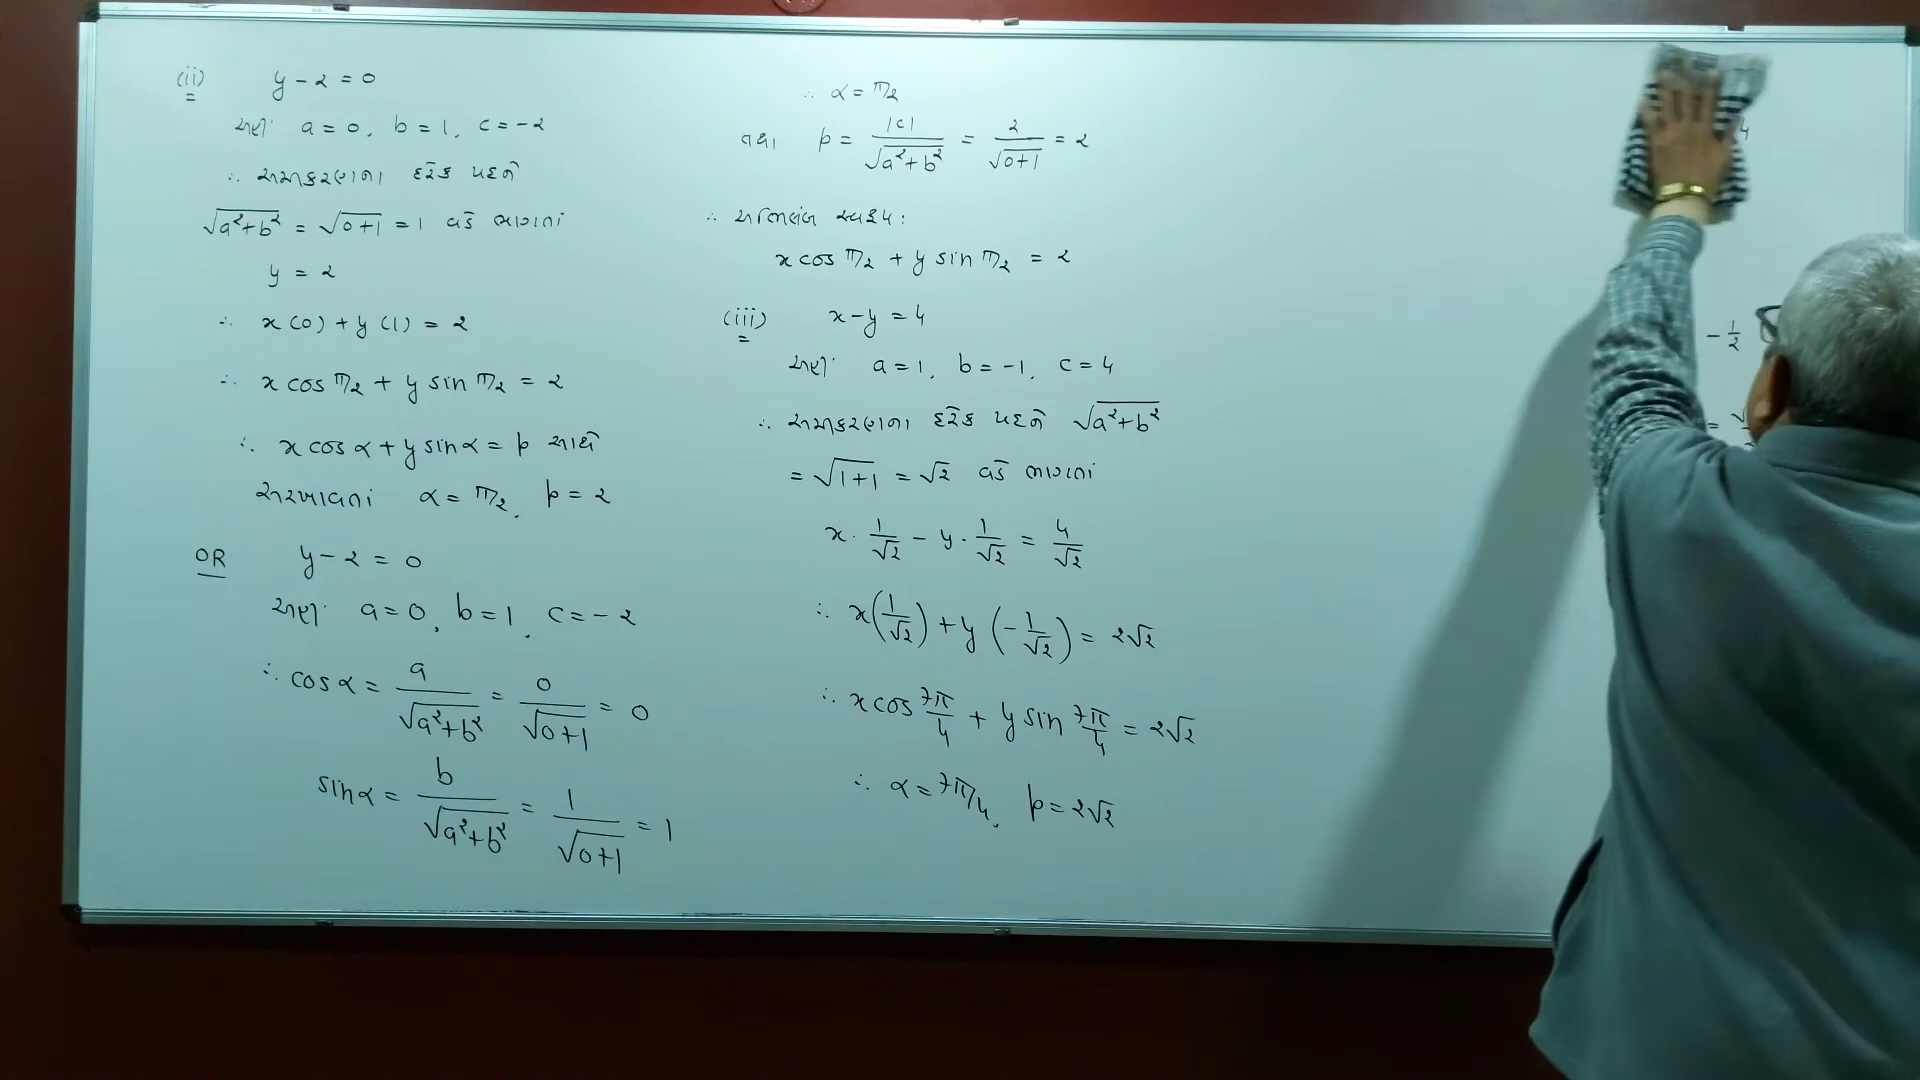 (ii) y - 2 = 0
અહીં a = 0, b = 1, c = -2
∴ સમીકરણના દરેક પદને
√(a²+b²) = √(0+1) = 1 વડે ભાગતાં
y = 2
∴ x(0) + y(1) = 2
∴ x cos π/2 + y sin π/2 = 2
∴ x cos α + y sin α = p સાથે
સરખાવતાં α = π/2, p = 2
OR y - 2 = 0
અહીં a = 0, b = 1, c = -2
∴ cos α = a/√(a²+b²) = 0/√(0+1) = 0
sin α = b/√(a²+b²) = 1/√(0+1) = 1
∴ α = π/2
તથા p = |c|/√(a²+b²) = 2/√(0+1) = 2
∴ અભિલંબ સ્વરૂપ :
x cos π/2 + y sin π/2 = 2
(iii) x - y = 4
અહીં a = 1, b = -1, c = 4
∴ સમીકરણના દરેક પદને √(a²+b²)
= √(1+1) = √2 વડે ભાગતાં
x · 1/√2 - y · 1/√2 = 4/√2
∴ x(1/√2) + y(-1/√2) = 2√2
∴ x cos 7π/4 + y sin 7π/4 = 2√2
∴ α = 7π/4, p = 2√2
4
- 1/2
=